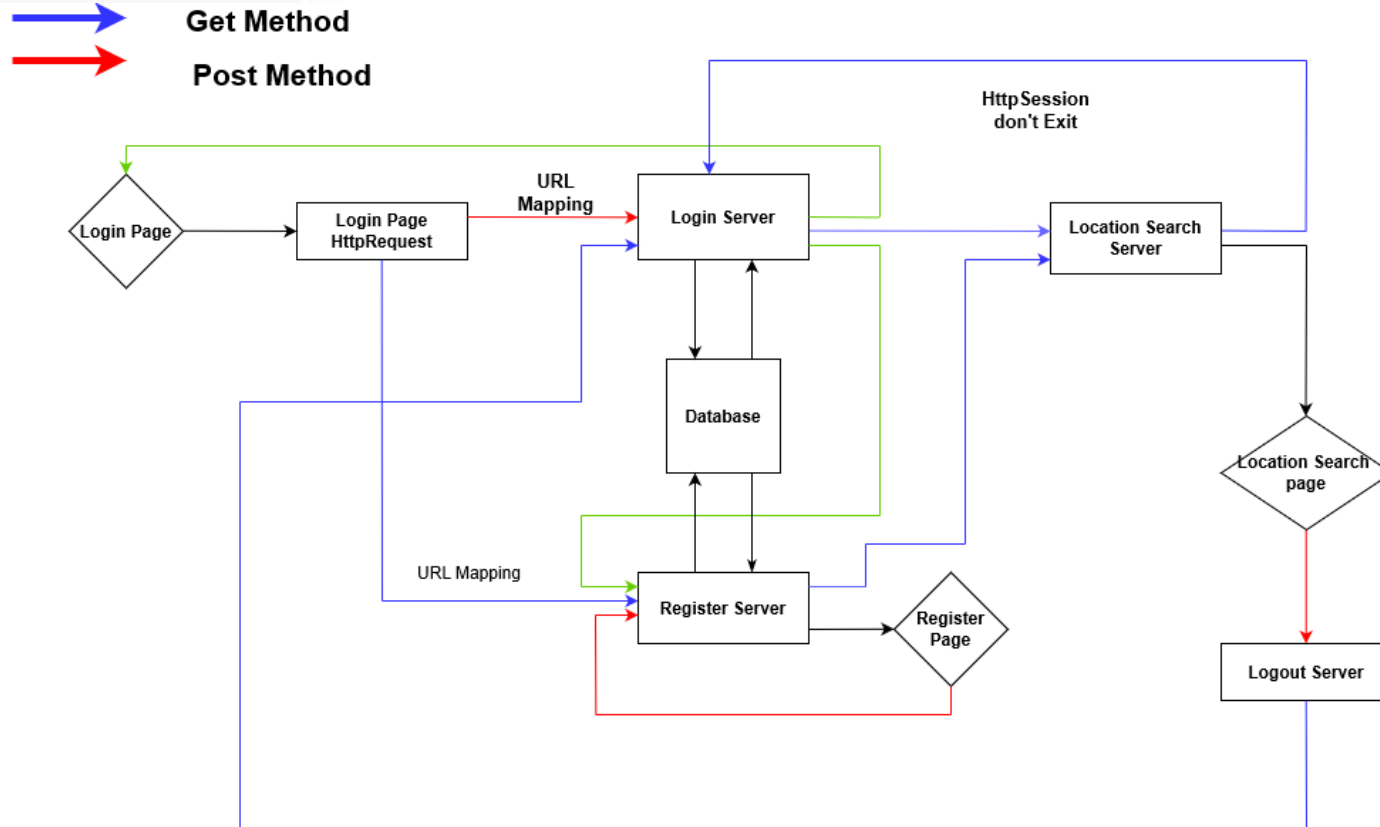 Get Method
Post Method
HttpSession
don't Exit
URL
Mapping
Login Page
Login Page
HttpRequest
Login Server
Location Search
Server
Database
Location Search
page
URL Mapping
Register Server
Register
Page
Logout Server